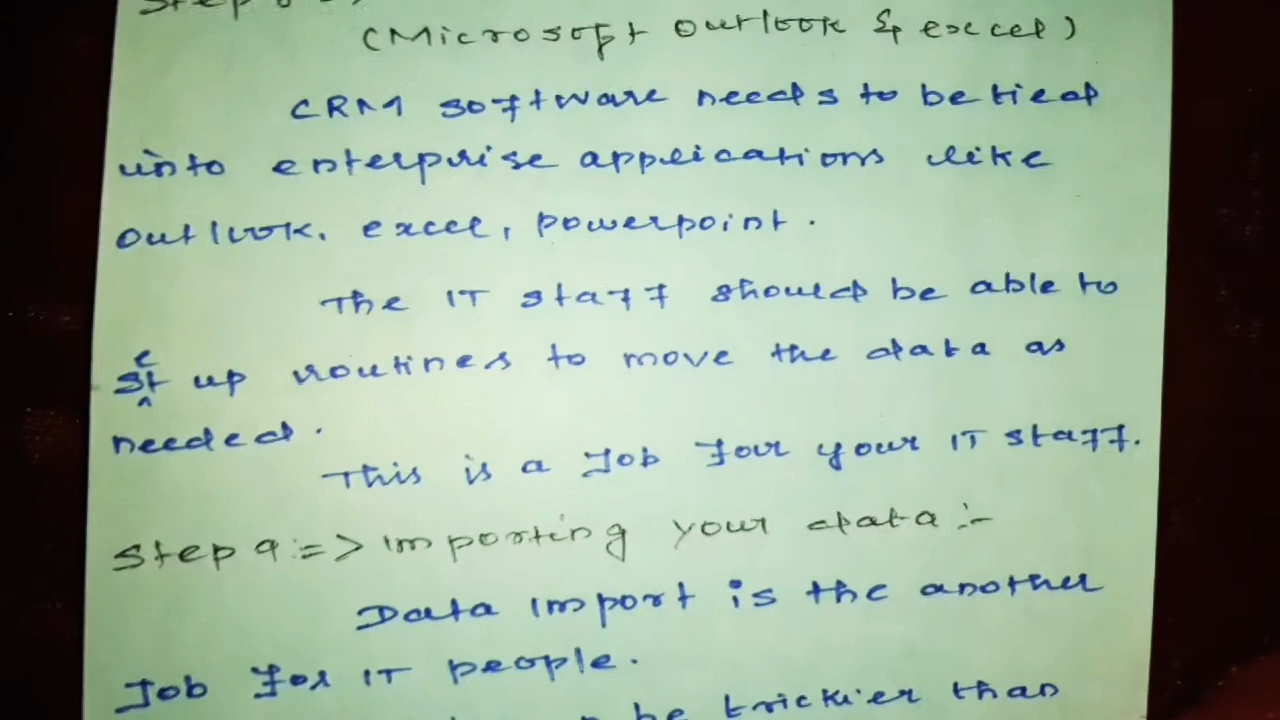 Step 8
(Microsoft Outlook & excel)
CRM software needs to be tied
into enterprise applications like
outlook, excel, powerpoint.
The IT staff should be able to
set up routines to move the data as
needed.
This is a Job for your IT staff.
Step 9:=> importing your data :-
Data import is the another
Job for IT people.
be trickier than